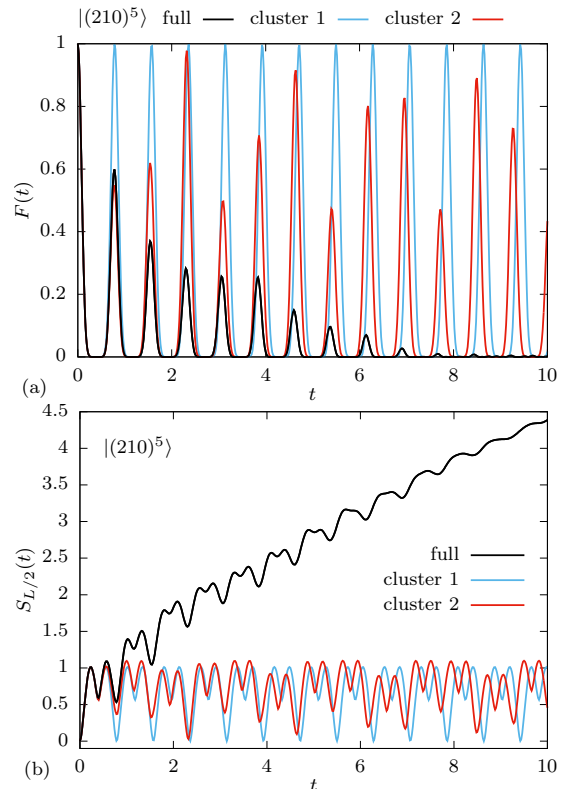 |(210)⁵⟩ full cluster 1 cluster 2
1
0.8
0.6
0.4
0.2
0
F(t)
0 2 4 6 8 10
(a) t
4.5
4
3.5
3
2.5
2
1.5
1
0.5
0
|(210)⁵⟩
S_{L/2}(t)
full
cluster 1
cluster 2
0 2 4 6 8 10
(b) t